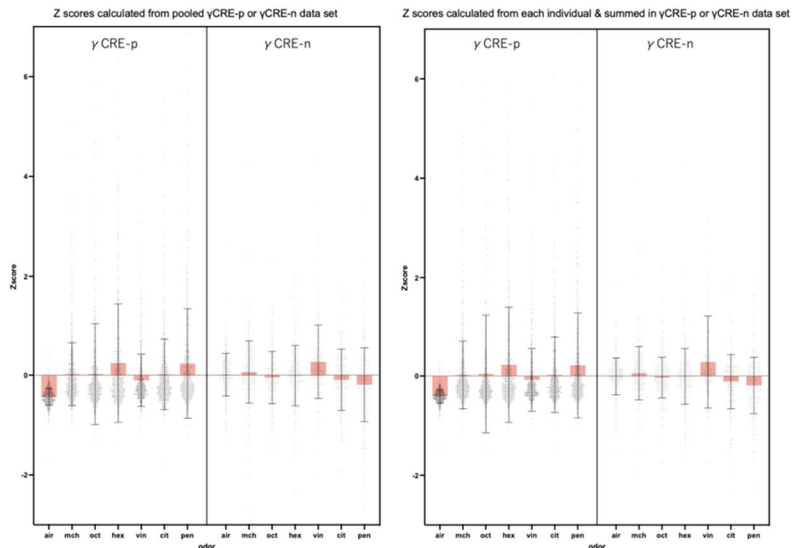 Z scores calculated from pooled γCRE-p or γCRE-n data set
γ CRE-p γ CRE-n
6
4
2
0
-2
Zscore
air mch oct hex vin cit pen air mch oct hex vin cit pen
odor
Z scores calculated from each individual & summed in γCRE-p or γCRE-n data set
γ CRE-p γ CRE-n
6
4
2
0
-2
Zscore
air mch oct hex vin cit pen air mch oct hex vin cit pen
odor